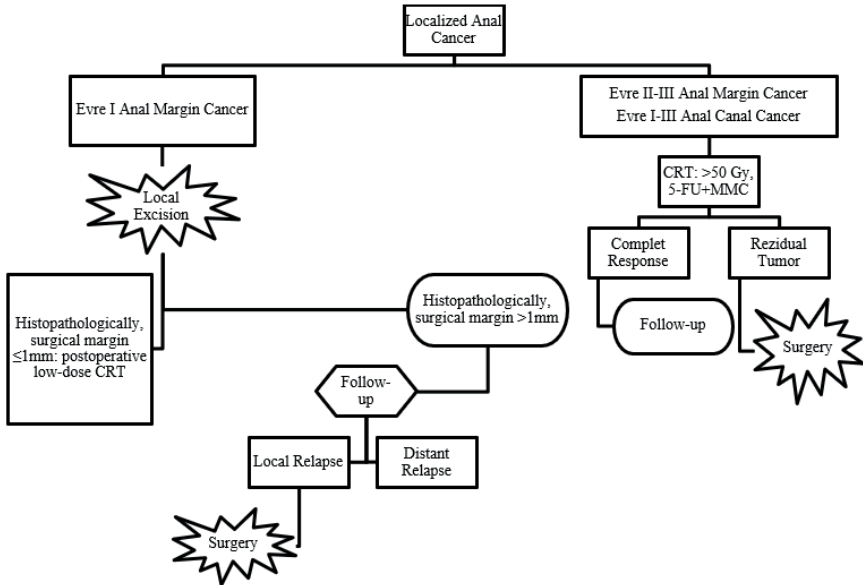 Localized Anal
Cancer
Evre I Anal Margin Cancer
Evre II-III Anal Margin Cancer
Evre I-III Anal Canal Cancer
Local
Excision
CRT: >50 Gy,
5-FU+MMC
Complet
Response
Rezidual
Tumor
Histopathologically,
surgical margin
≤1mm: postoperative
low-dose CRT
Histopathologically,
surgical margin >1mm
Follow-up
Surgery
Follow-
up
Local Relapse
Distant
Relapse
Surgery